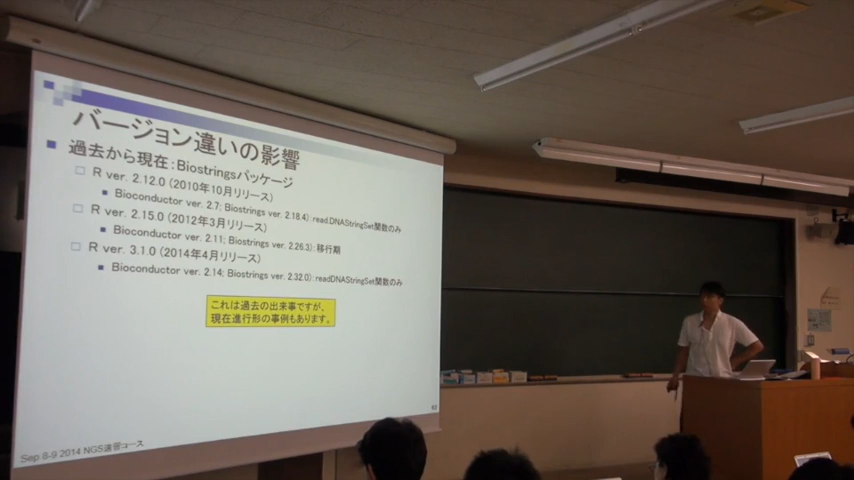 バージョン違いの影響
過去から現在：Biostringsパッケージ
R ver. 2.12.0 (2010年10月リリース)
Bioconductor ver. 2.7; Biostrings ver. 2.18.4)：read.DNAStringSet関数のみ
R ver. 2.15.0 (2012年3月リリース)
Bioconductor ver. 2.11; Biostrings ver. 2.26.3)：移行期
R ver. 3.1.0 (2014年4月リリース)
Bioconductor ver. 2.14; Biostrings ver. 2.32.0)：readDNAStringSet関数のみ
これは過去の出来事ですが、
現在進行形の事例もあります。
Sep 8-9 2014 NGS速習コース